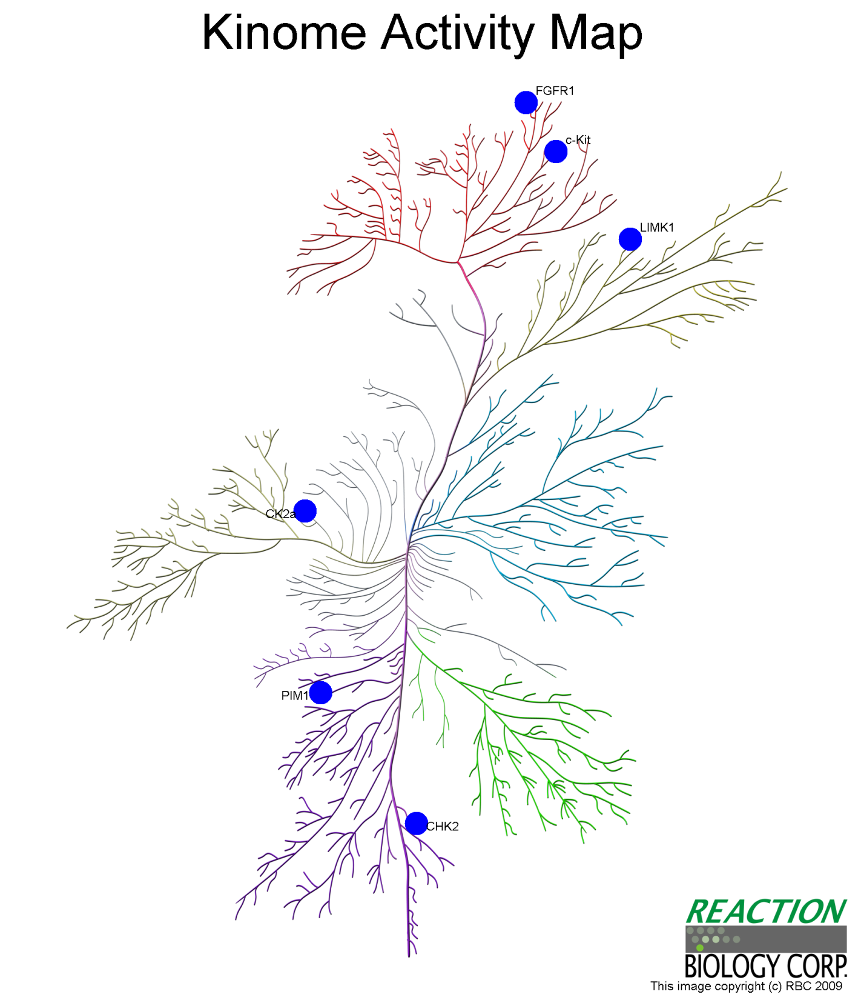 Kinome Activity Map
FGFR1
c-Kit
LIMK1
CK2a
PIM1
CHK2
REACTION
BIOLOGY CORP.
This image copyright (c) RBC 2009